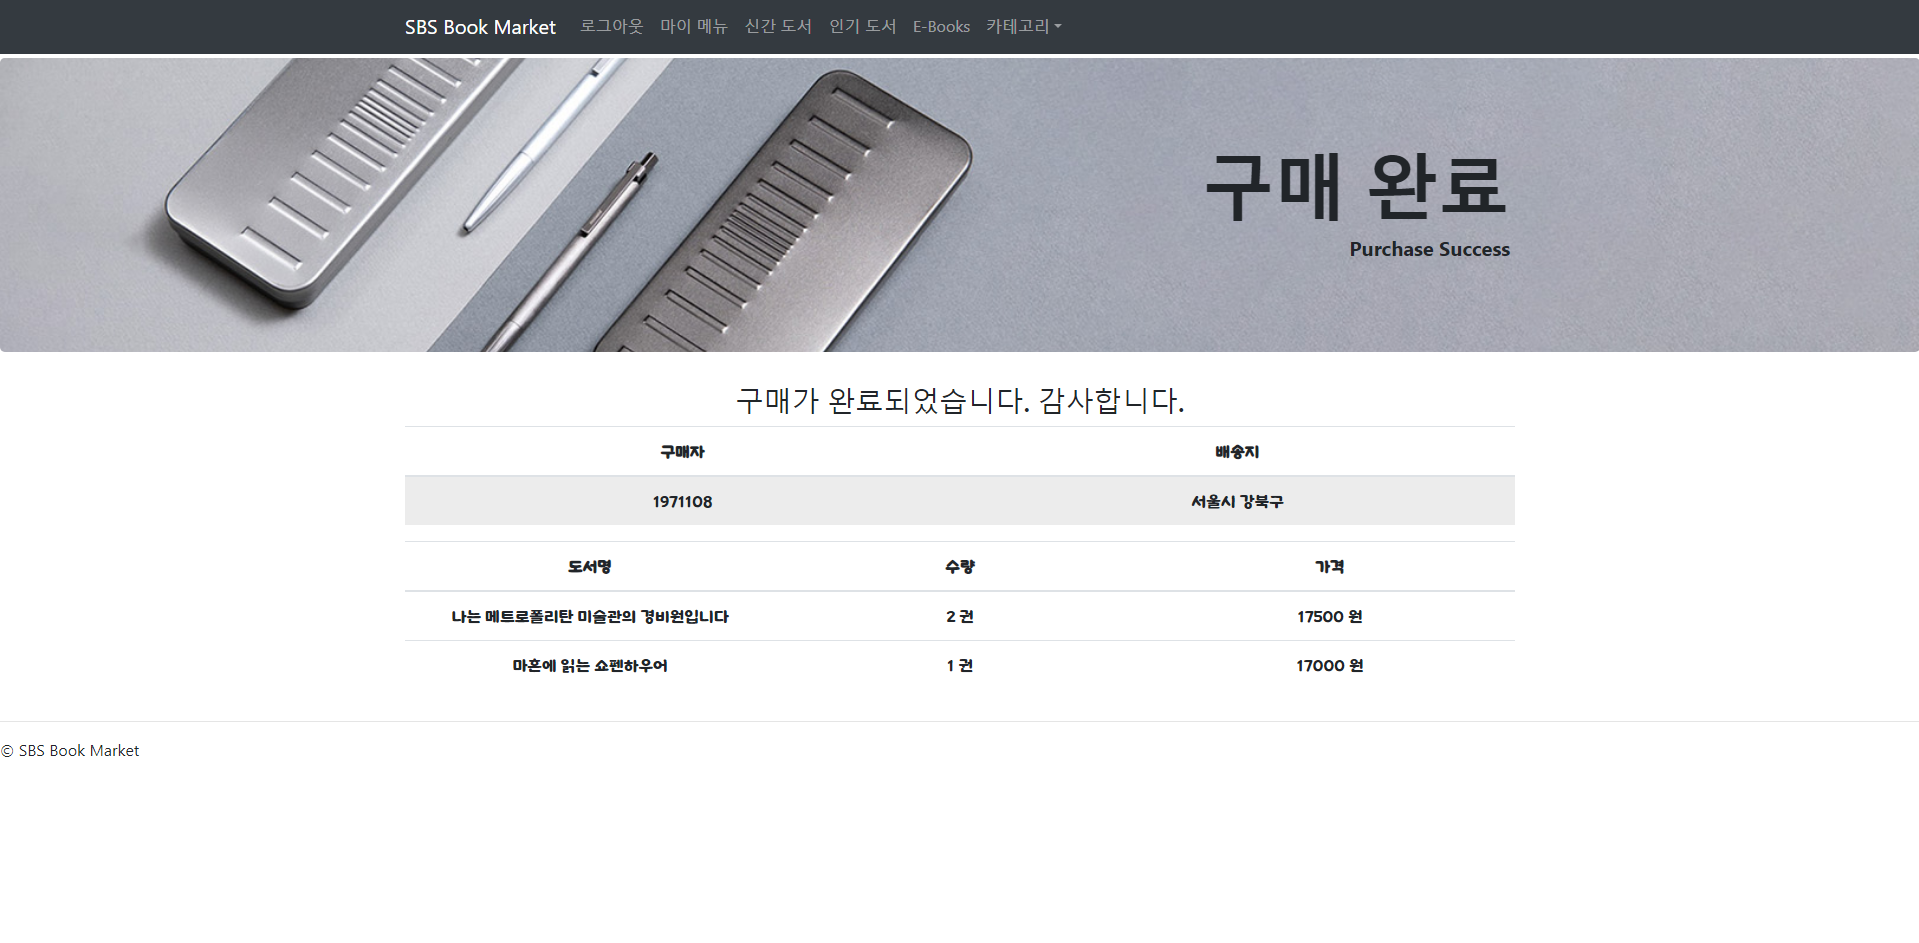 SBS Book Market 로그아웃 마이 메뉴 신간 도서 인기 도서 E-Books 카테고리
구매 완료
Purchase Success
구매가 완료되었습니다. 감사합니다.
구매자 배송지
1971108 서울시 강북구
도서명 수량 가격
나는 메트로폴리탄 미술관의 경비원입니다 2 권 17500 원
마흔에 읽는 쇼펜하우어 1 권 17000 원
© SBS Book Market